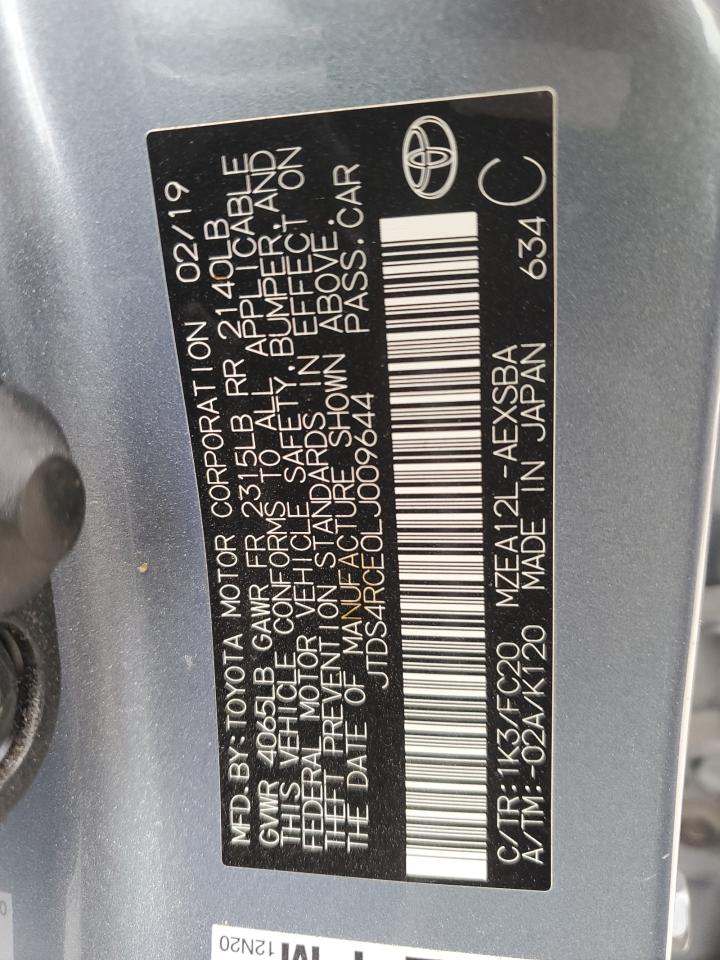 MFD.BY:TOYOTA MOTOR CORPORATION 02/19
GVWR 4065LB GAWR FR 2315LB RR 2140LB
THIS VEHICLE CONFORMS TO ALL APPLICABLE
FEDERAL MOTOR VEHICLE SAFETY, BUMPER, AND
THEFT PREVENTION STANDARDS IN EFFECT ON
THE DATE OF MANUFACTURE SHOWN ABOVE.
JTDS4RCE0LJ009644 PASS.CAR
C/TR:1K3/FC20 MZEA12L-AEXSBA
A/TM:-02A/K120 MADE IN JAPAN 634 C
12N20